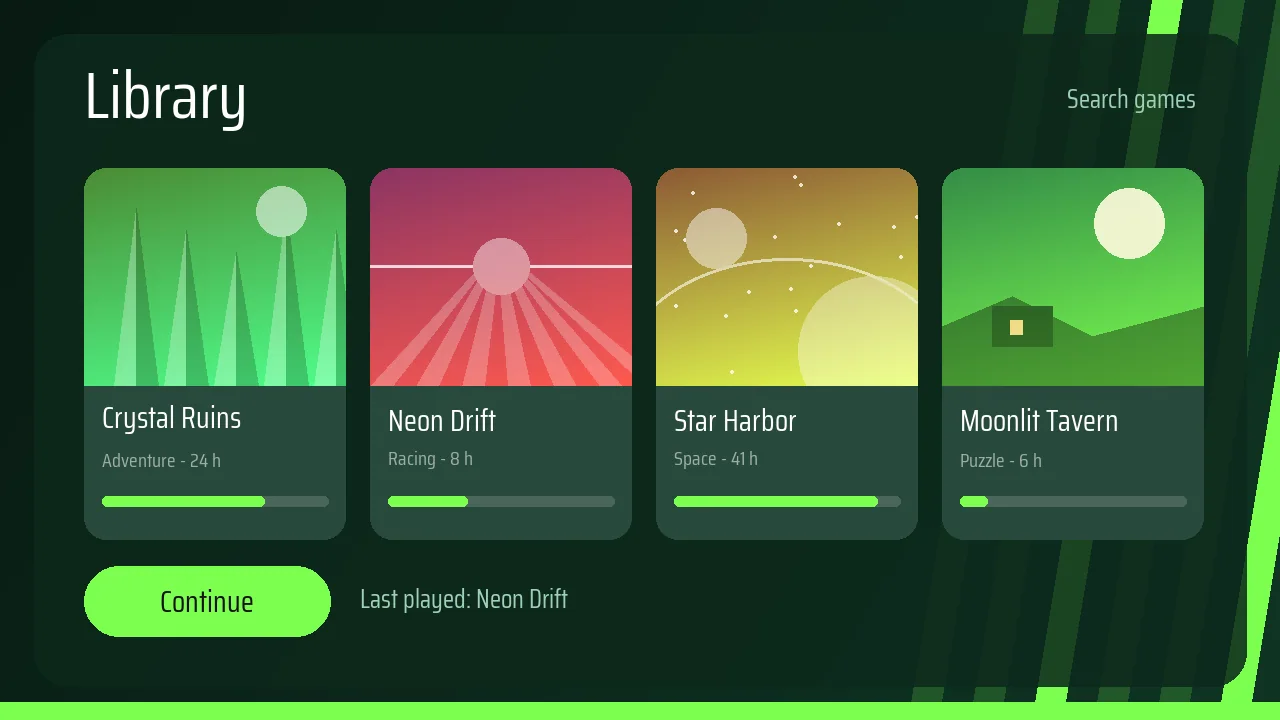 Library
Search games
Crystal Ruins
Adventure - 24 h
Neon Drift
Racing - 8 h
Star Harbor
Space - 41 h
Moonlit Tavern
Puzzle - 6 h
Continue
Last played: Neon Drift